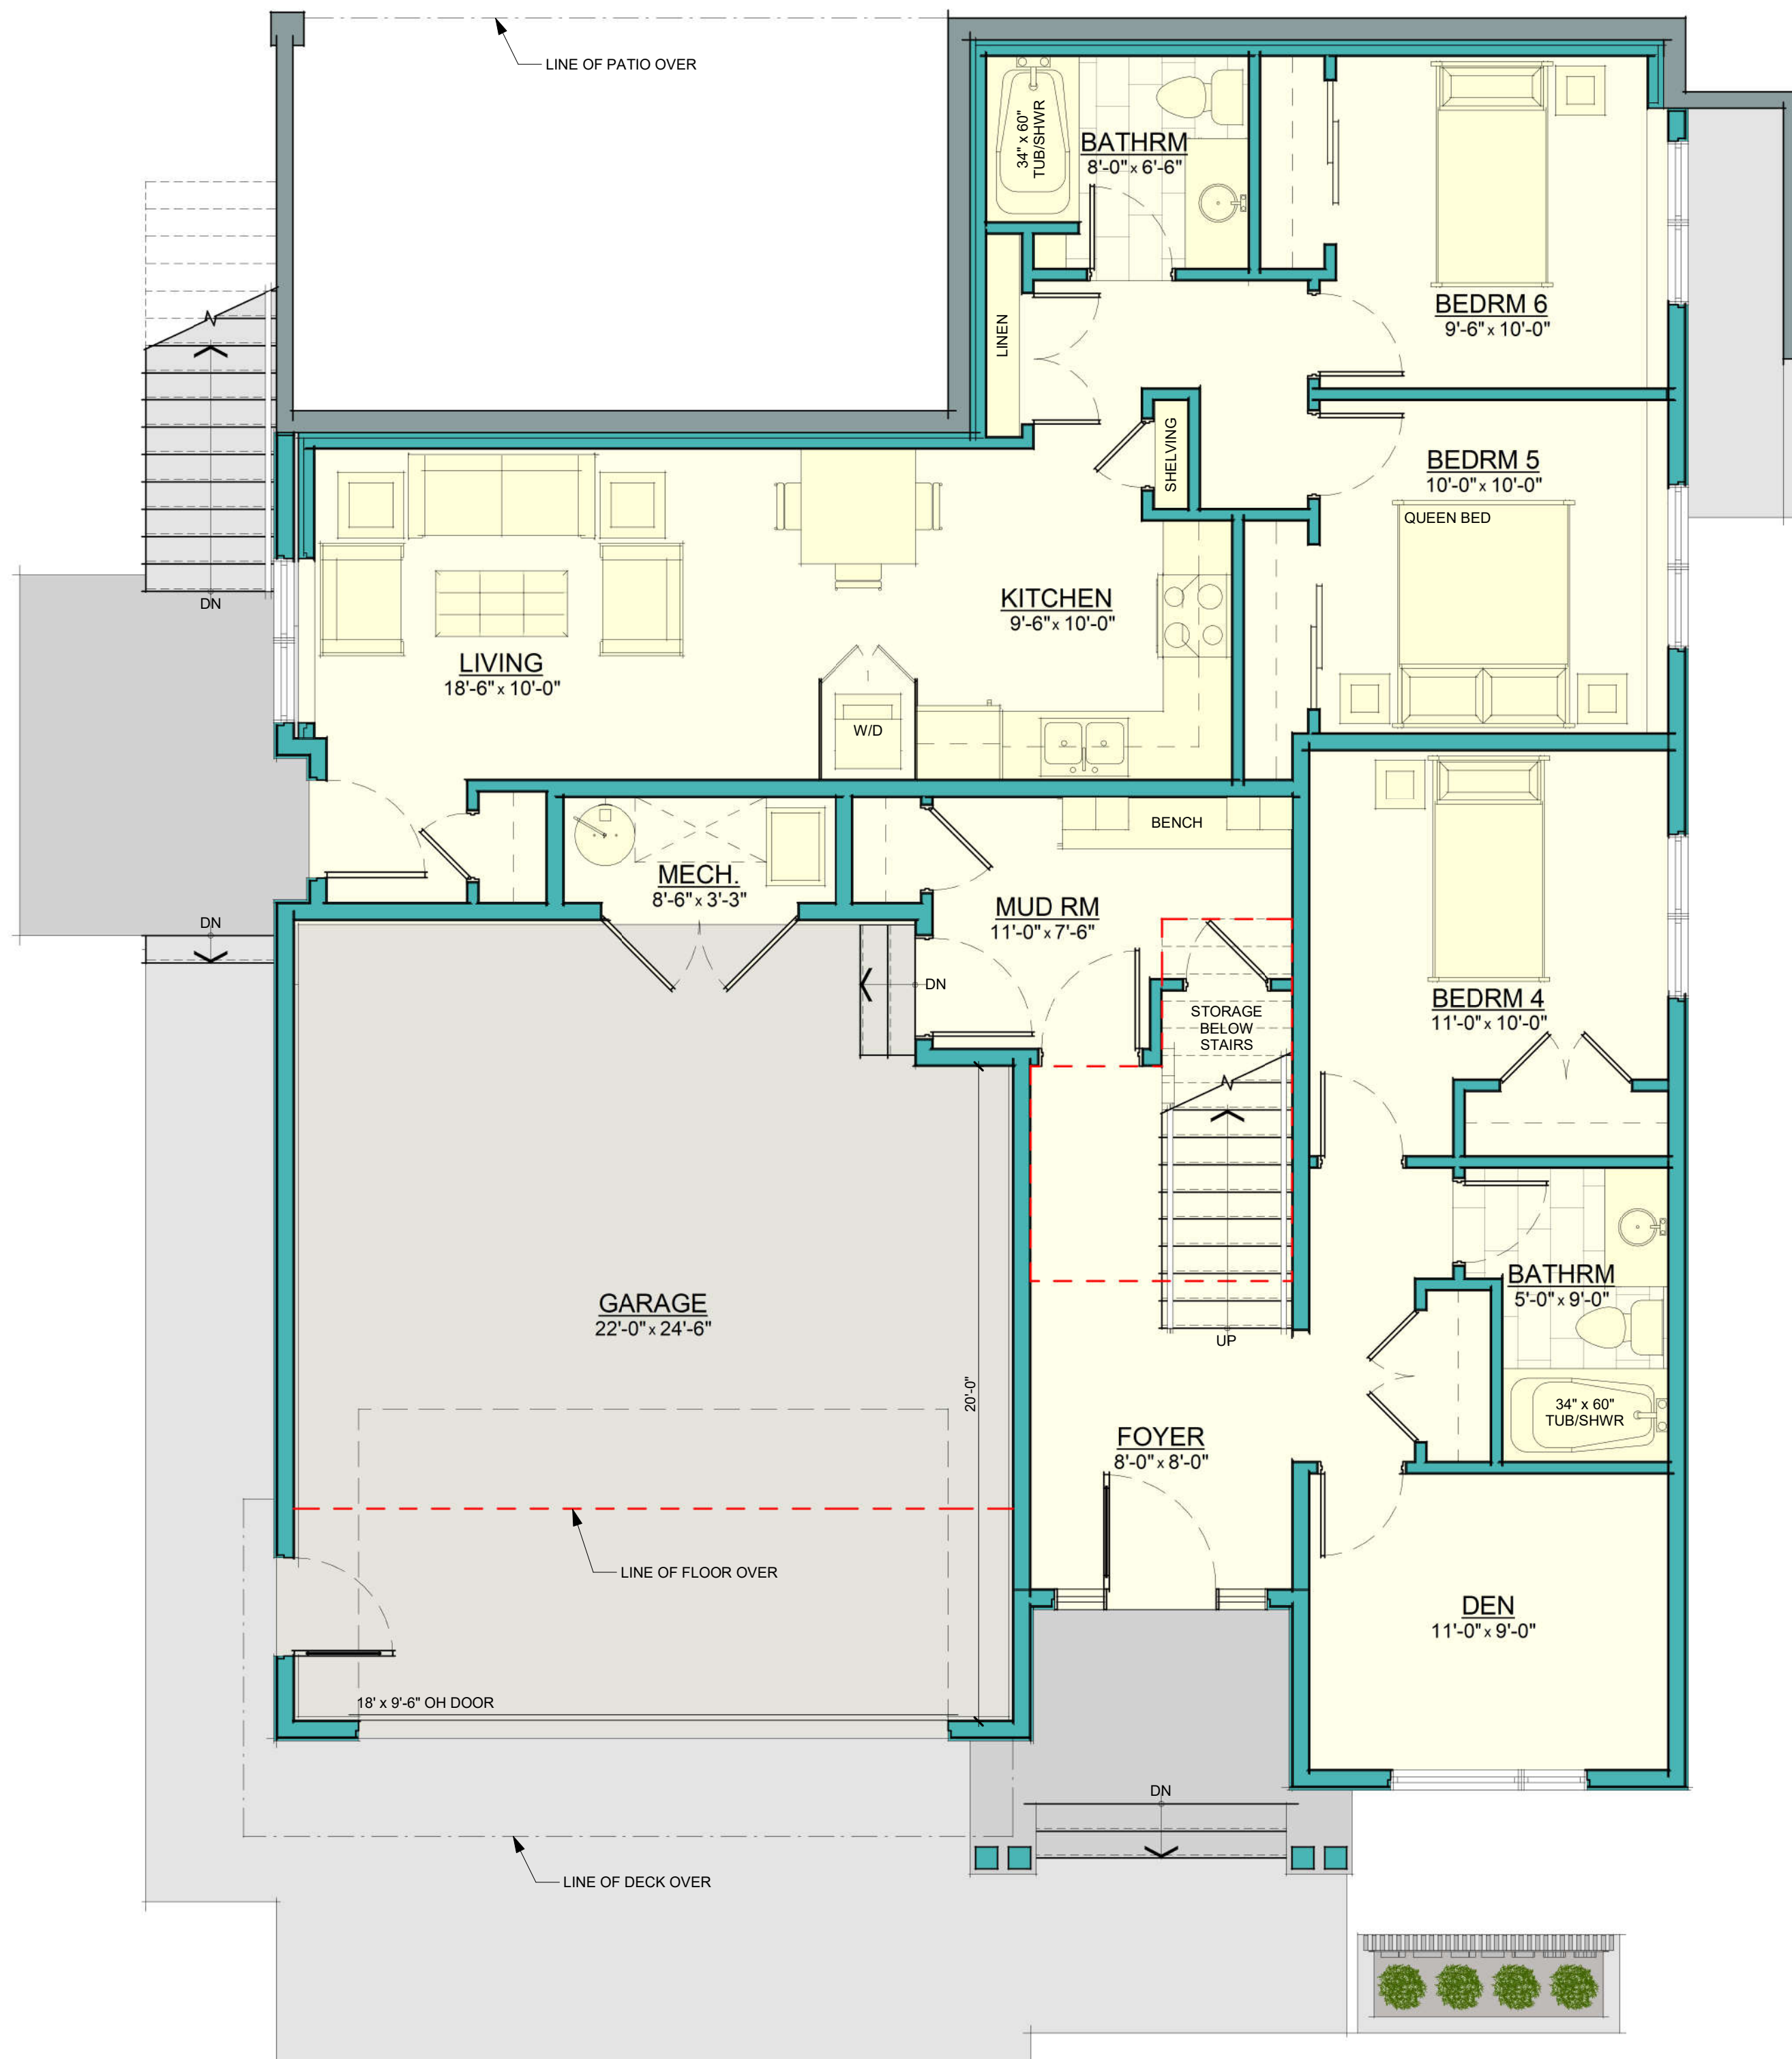 LINE OF PATIO OVER
34" x 60"
TUB/SHWR
BATHRM
8'-0" x 6'-6"
BEDRM 6
9'-6" x 10'-0"
LINEN
SHELVING
BEDRM 5
10'-0" x 10'-0"
QUEEN BED
DN
KITCHEN
9'-6" x 10'-0"
LIVING
18'-6" x 10'-0"
W/D
BENCH
MECH.
8'-6" x 3'-3"
MUD RM
11'-0" x 7'-6"
DN
DN
STORAGE
BELOW
STAIRS
BEDRM 4
11'-0" x 10'-0"
BATHRM
5'-0" x 9'-0"
GARAGE
22'-0" x 24'-6"
UP
20'-0"
34" x 60"
TUB/SHWR
FOYER
8'-0" x 8'-0"
LINE OF FLOOR OVER
DEN
11'-0" x 9'-0"
18' x 9'-6" OH DOOR
DN
LINE OF DECK OVER